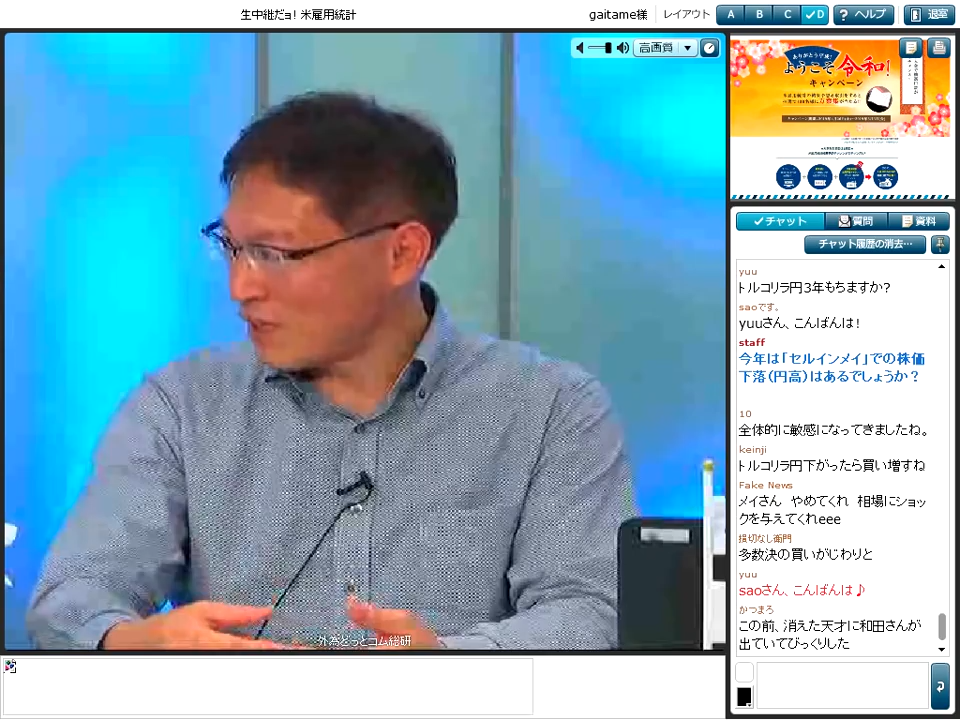 生中継だョ! 米雇用統計
gaitame様
レイアウト
A
B
C
✓D
? ヘルプ
退室
高画質
ありがとう平成!
ようこそ令和!
キャンペーン
✓チャット
質問
資料
チャット履歴の消去…
yuu
トルコリラ円3年もちますか?
saoです。
yuuさん、こんばんは!
staff
今年は「セルインメイ」での株価
下落(円高)はあるでしょうか?
10
全体的に敏感になってきましたね。
keinji
トルコリラ円下がったら買い増すね
Fake News
メイさん　やめてくれ　相場にショッ
クを与えてくれeee
損切なし衛門
多数決の買いがじわりと
yuu
saoさん、こんばんは♪
かつまろ
この前、消えた天才に和田さんが
出ていてびっくりした
外為どっとコム総研